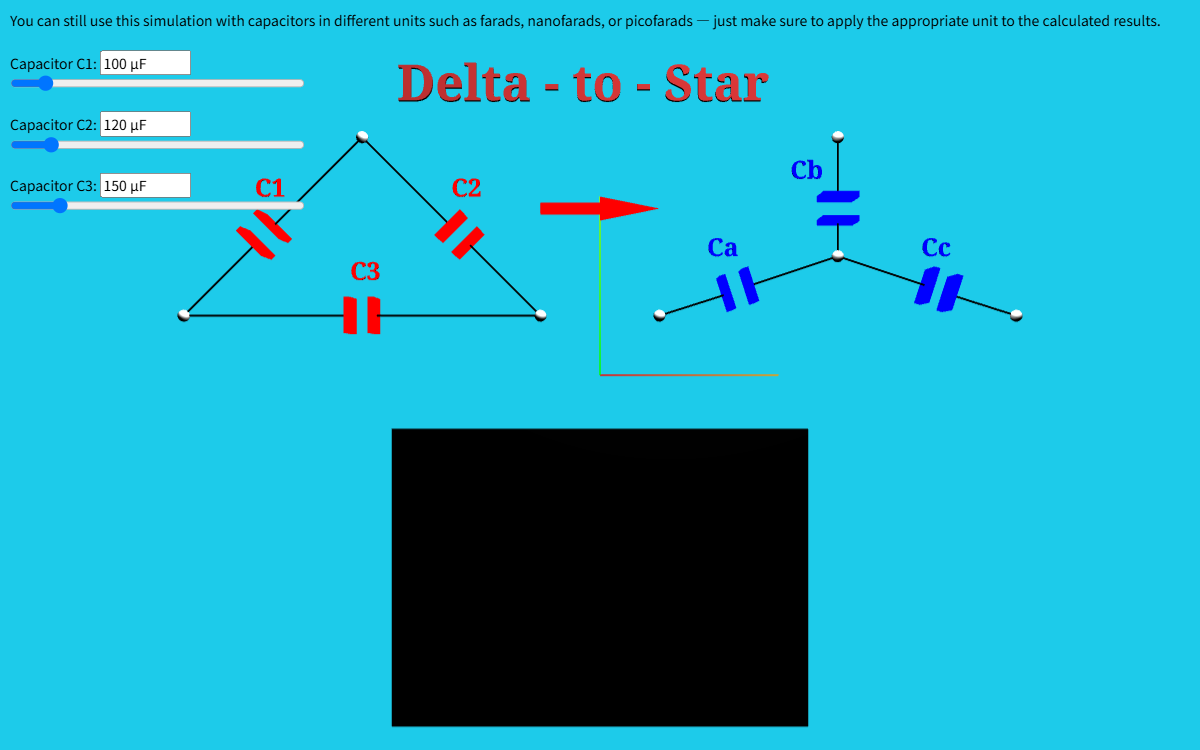 You can still use this simulation with capacitors in different units such as farads, nanofarads, or picofarads — just make sure to apply the appropriate unit to the calculated results.
Capacitor C1: 100 µF
Delta - to - Star
Capacitor C2: 120 µF
Capacitor C3: 150 µF
C1
C2
C3
Cb
Ca
Cc